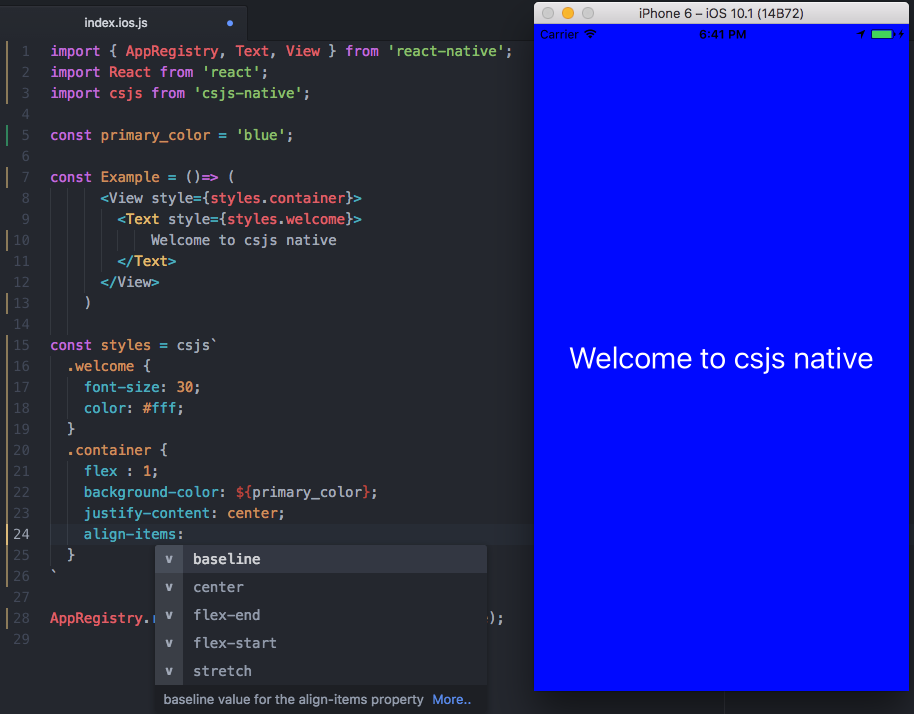 index.ios.js
1 import { AppRegistry, Text, View } from 'react-native';
2 import React from 'react';
3 import csjs from 'csjs-native';
4
5 const primary_color = 'blue';
6
7 const Example = ()=> (
8 <View style={styles.container}>
9 <Text style={styles.welcome}>
10 Welcome to csjs native
11 </Text>
12 </View>
13 )
14
15 const styles = csjs`
16 .welcome {
17 font-size: 30;
18 color: #fff;
19 }
20 .container {
21 flex : 1;
22 background-color: ${primary_color};
23 justify-content: center;
24 align-items:
25 }
26 `
27
28 AppRegistry. );
29
v baseline
v center
v flex-end
v flex-start
v stretch
baseline value for the align-items property More..
iPhone 6 – iOS 10.1 (14B72)
Carrier 6:41 PM
Welcome to csjs native